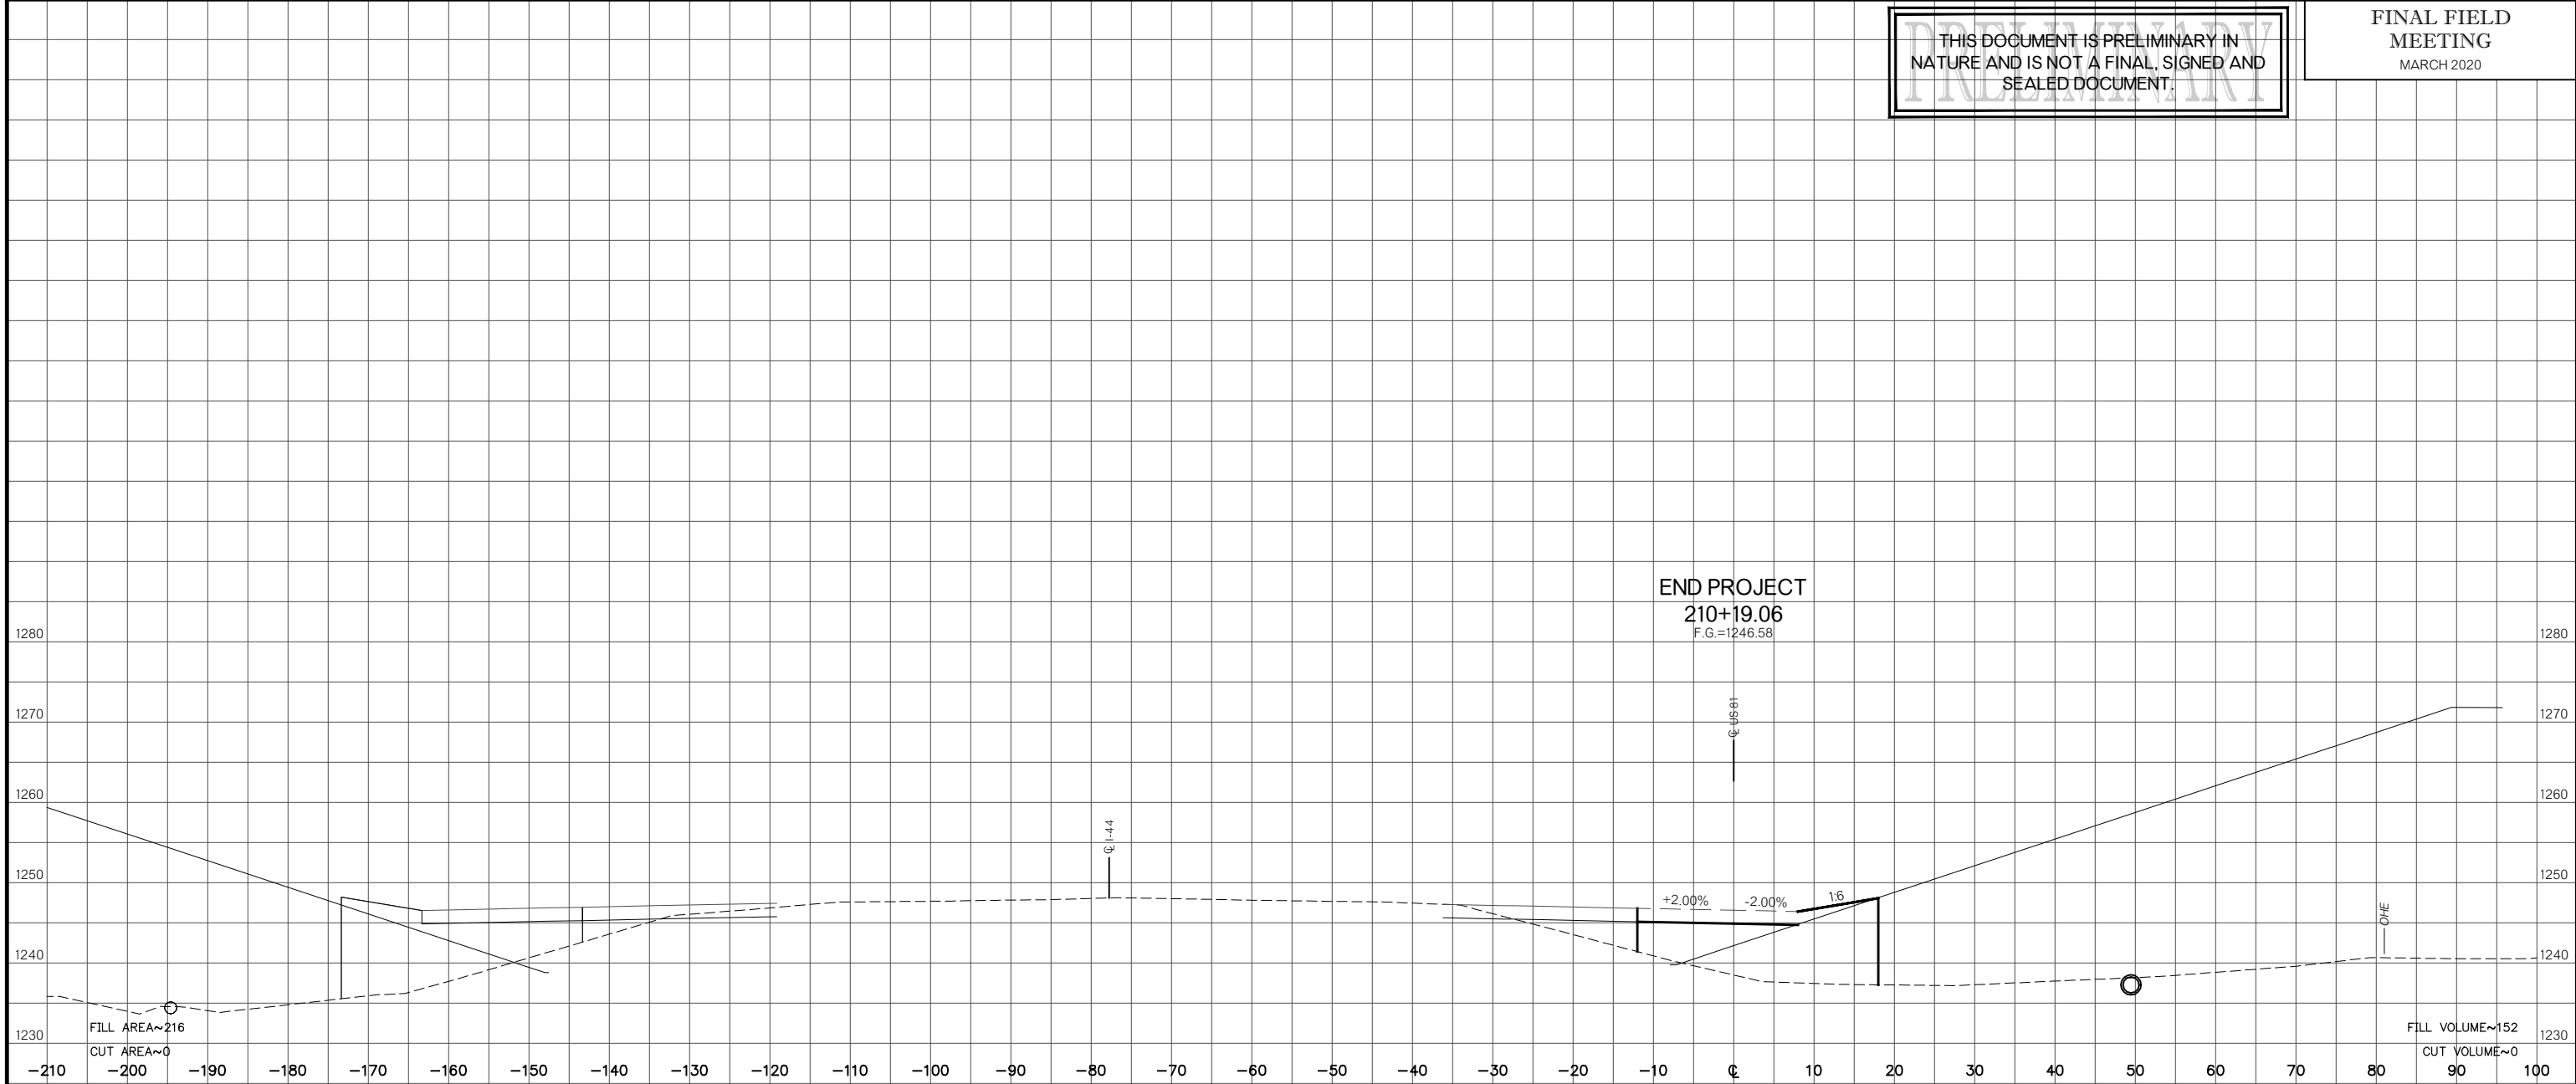 PRELIMINARY
THIS DOCUMENT IS PRELIMINARY IN
NATURE AND IS NOT A FINAL, SIGNED AND
SEALED DOCUMENT.
FINAL FIELD
MEETING
MARCH 2020
END PROJECT
210+19.06
F.G.=1246.58
1280 1280
℄ US 81
1270 1270
1260 1260
℄ I-44
1250 1250
+2.00% -2.00% 1:6
OHE
1240 1240
FILL AREA~216 FILL VOLUME~152
1230 1230
CUT AREA~0 CUT VOLUME~0
-210 -200 -190 -180 -170 -160 -150 -140 -130 -120 -110 -100 -90 -80 -70 -60 -50 -40 -30 -20 -10 ℄ 10 20 30 40 50 60 70 80 90 100